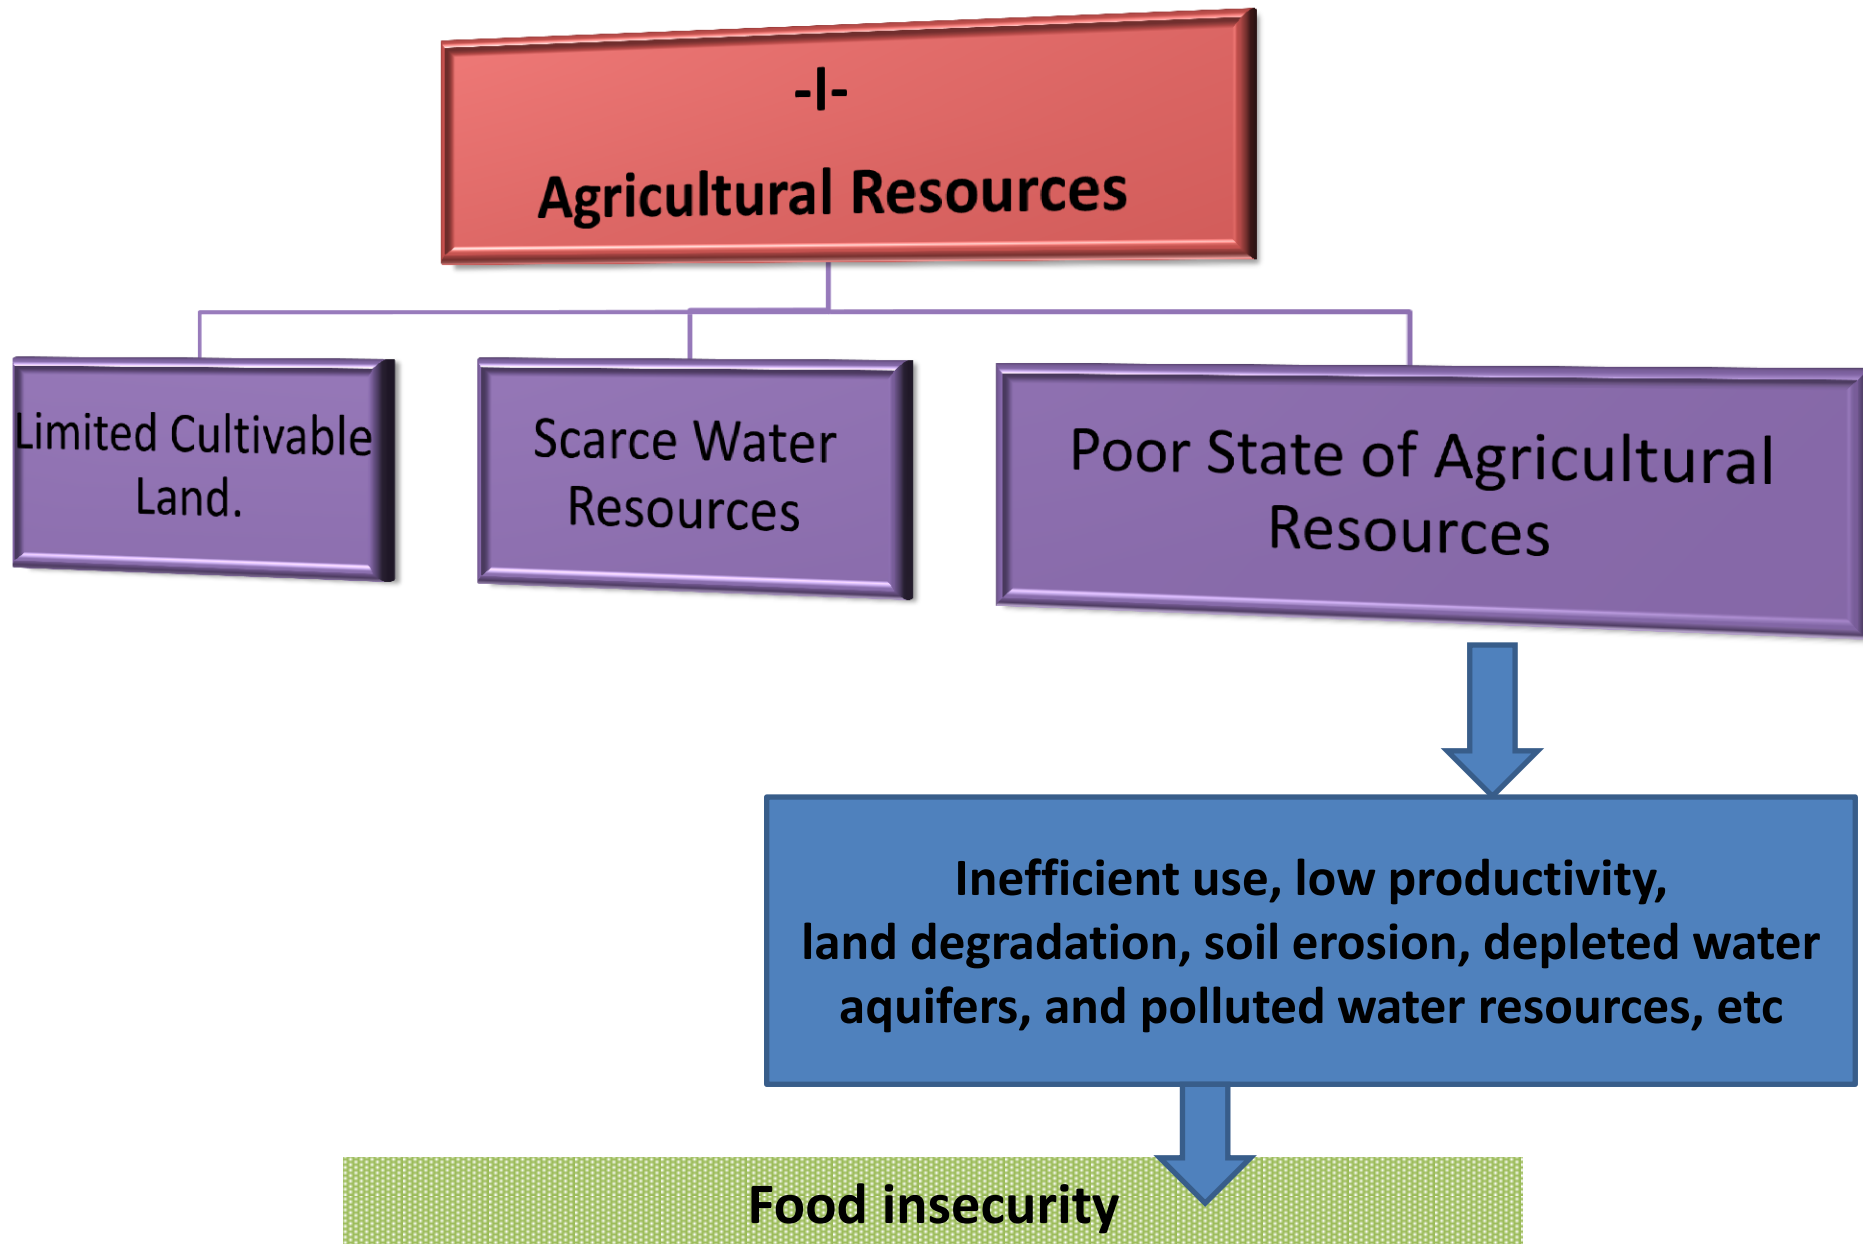 -I-
Agricultural Resources
Limited Cultivable
Land.
Scarce Water
Resources
Poor State of Agricultural
Resources
Inefficient use, low productivity,
land degradation, soil erosion, depleted water
aquifers, and polluted water resources, etc
Food insecurity